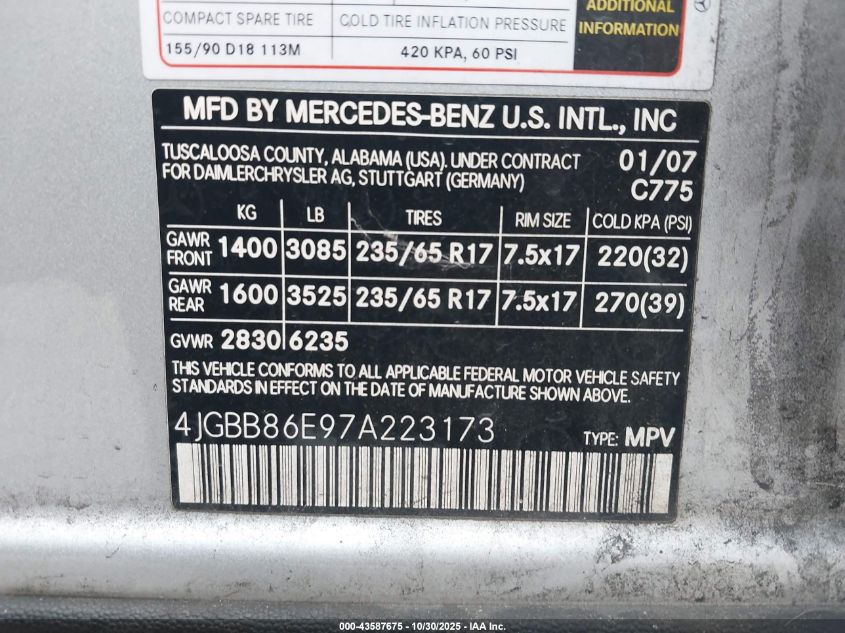 ADDITIONAL
INFORMATION
COMPACT SPARE TIRE
COLD TIRE INFLATION PRESSURE
155/90 D18 113M
420 KPA, 60 PSI
MFD BY MERCEDES-BENZ U.S. INTL., INC
TUSCALOOSA COUNTY, ALABAMA (USA). UNDER CONTRACT
FOR DAIMLERCHRYSLER AG, STUTTGART (GERMANY)
01/07
C775
KG LB TIRES RIM SIZE COLD KPA (PSI)
GAWR FRONT 1400 3085 235/65 R17 7.5x17 220(32)
GAWR REAR 1600 3525 235/65 R17 7.5x17 270(39)
GVWR 2830 6235
THIS VEHICLE CONFORMS TO ALL APPLICABLE FEDERAL MOTOR VEHICLE SAFETY
STANDARDS IN EFFECT ON THE DATE OF MANUFACTURE SHOWN ABOVE.
4JGBB86E97A223173 TYPE: MPV
000-43587675 - 10/30/2025 - IAA Inc.